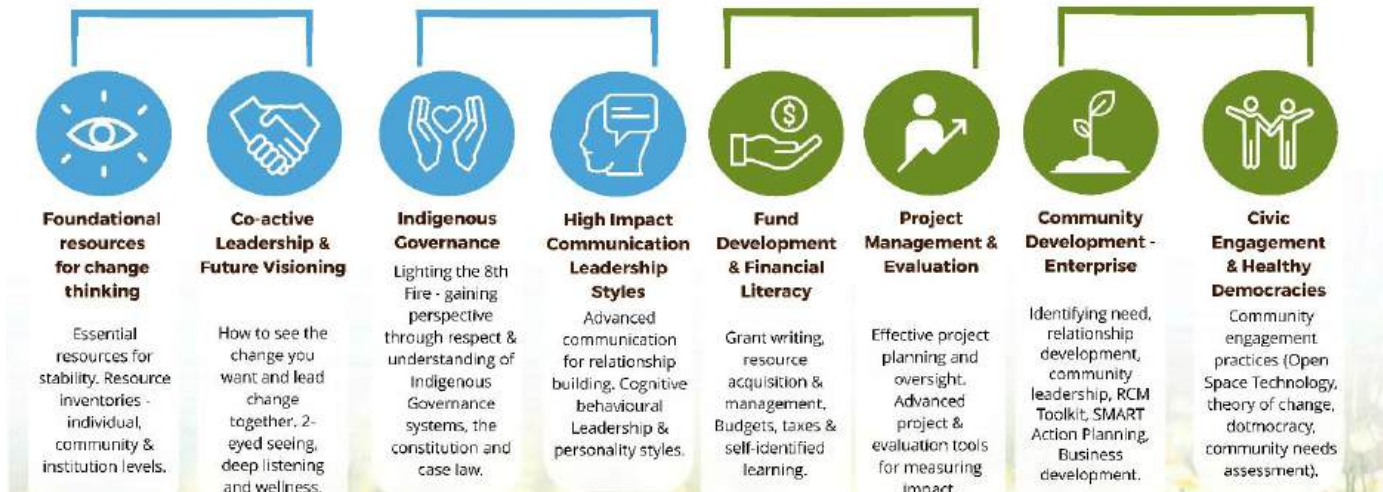 $
Foundational
resources
for change
thinking
Essential
resources for
stability. Resource
inventories -
individual,
community &
institution levels.
Co-active
Leadership &
Future Visioning
How to see the
change you
want and lead
change
together, 2-
eyed seeing,
deep listening
and wellness.
Indigenous
Governance
Lighting the 8th
Fire - gaining
perspective
through respect &
understanding of
Indigenous
Governance
systems, the
constitution and
case law.
High Impact
Communication
Leadership
Styles
Advanced
communication
for relationship
building. Cognitive
behavioural
Leadership &
personality styles.
Fund
Development
& Financial
Literacy
Grant writing,
resource
acquisition &
management,
Budgets, taxes &
self-identified
learning.
Project
Management &
Evaluation
Effective project
planning and
oversight.
Advanced
project &
evaluation tools
for measuring
impact
Community
Development -
Enterprise
Identifying need,
relationship
development,
community
leadership, RCM
Toolkit, SMART
Action Planning,
Business
development.
Civic
Engagement
& Healthy
Democracies
Community
engagement
practices (Open
Space Technology,
theory of change,
dotmocracy,
community needs
assessment).